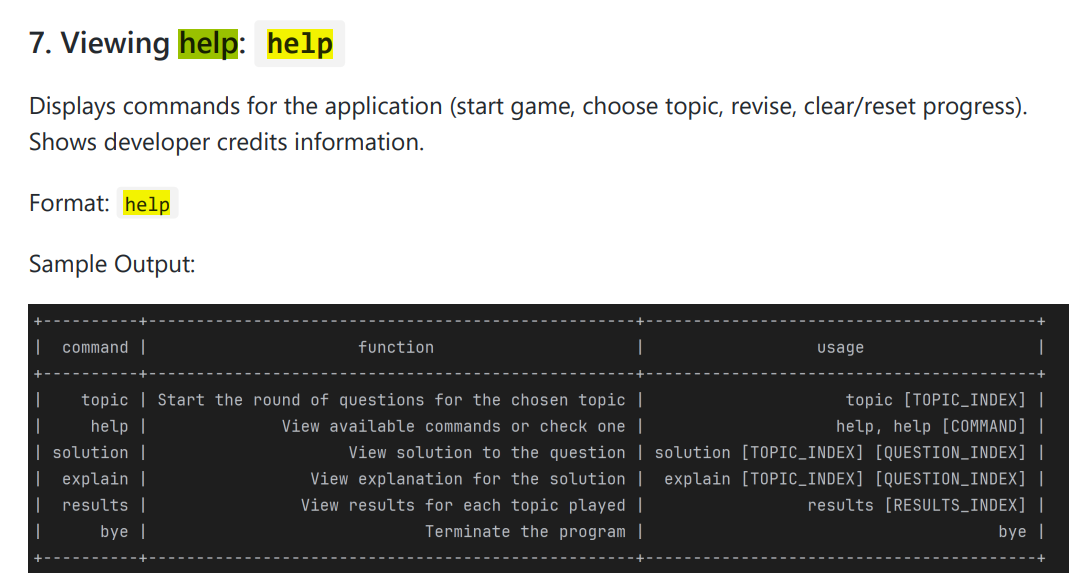 7. Viewing help: help
Displays commands for the application (start game, choose topic, revise, clear/reset progress).
Shows developer credits information.
Format: help
Sample Output:
+----------+---------------------------------------------------+-----------------------------------------+
|  command |                      function                     |                  usage                  |
+----------+---------------------------------------------------+-----------------------------------------+
|    topic | Start the round of questions for the chosen topic |                     topic [TOPIC_INDEX] |
|     help |              View available commands or check one |                    help, help [COMMAND] |
| solution |                     View solution to the question | solution [TOPIC_INDEX] [QUESTION_INDEX] |
|  explain |                 View explanation for the solution |  explain [TOPIC_INDEX] [QUESTION_INDEX] |
|  results |                View results for each topic played |                 results [RESULTS_INDEX] |
|      bye |                             Terminate the program |                                     bye |
+----------+---------------------------------------------------+-----------------------------------------+